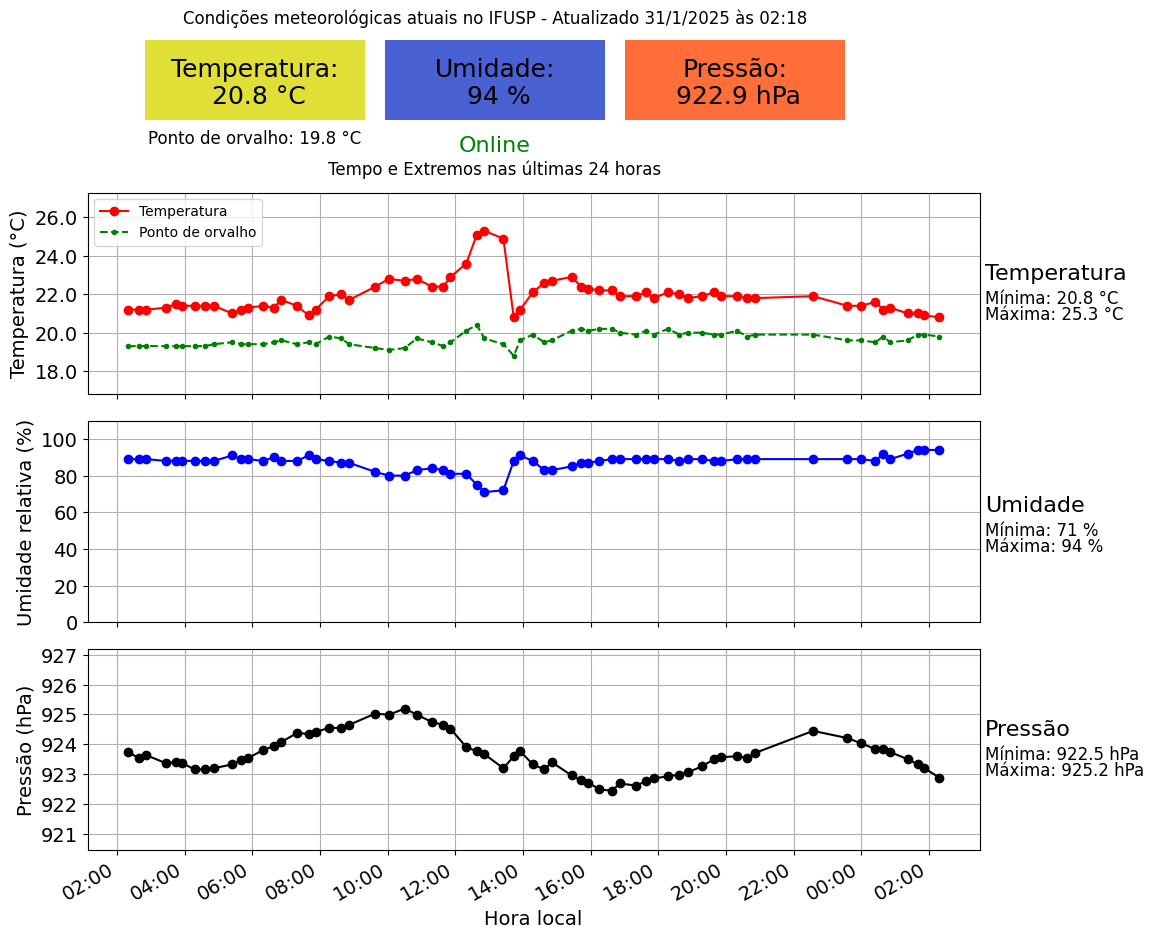 Condições meteorológicas atuais no IFUSP - Atualizado 31/1/2025 às 02:18
Temperatura:
20.8 °C
Umidade:
94 %
Pressão:
922.9 hPa
Ponto de orvalho: 19.8 °C
Online
Tempo e Extremos nas últimas 24 horas
Temperatura (°C)
26.0
24.0
22.0
20.0
18.0
Temperatura
Ponto de orvalho
Temperatura
Mínima: 20.8 °C
Máxima: 25.3 °C
Umidade relativa (%)
100
80
60
40
20
0
Umidade
Mínima: 71 %
Máxima: 94 %
Pressão (hPa)
927
926
925
924
923
922
921
Pressão
Mínima: 922.5 hPa
Máxima: 925.2 hPa
02:00
04:00
06:00
08:00
10:00
12:00
14:00
16:00
18:00
20:00
22:00
00:00
02:00
Hora local